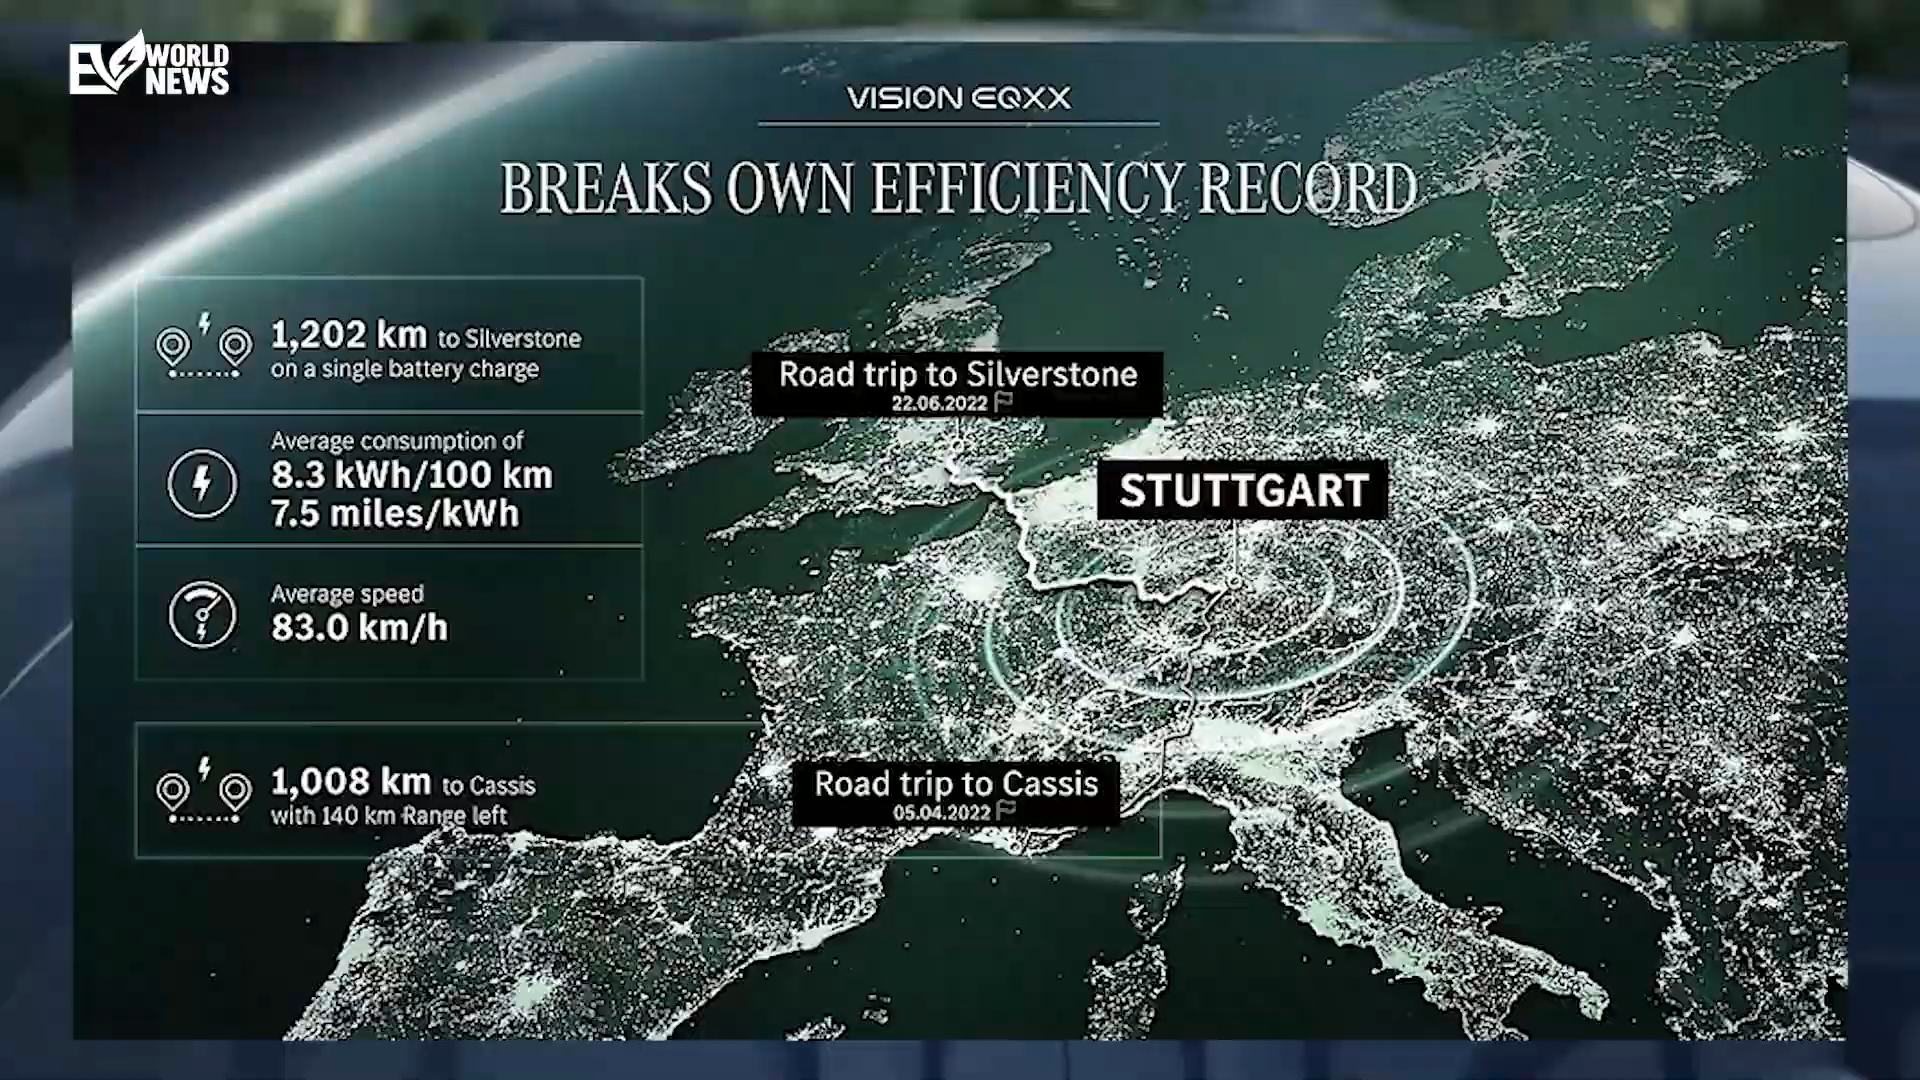 EV WORLD
NEWS
VISION EQXX
BREAKS OWN EFFICIENCY RECORD
1,202 km to Silverstone
on a single battery charge
Average consumption of
8.3 kWh/100 km
7.5 miles/kWh
Average speed
83.0 km/h
1,008 km to Cassis
with 140 km Range left
Road trip to Silverstone
22.06.2022
STUTTGART
Road trip to Cassis
05.04.2022